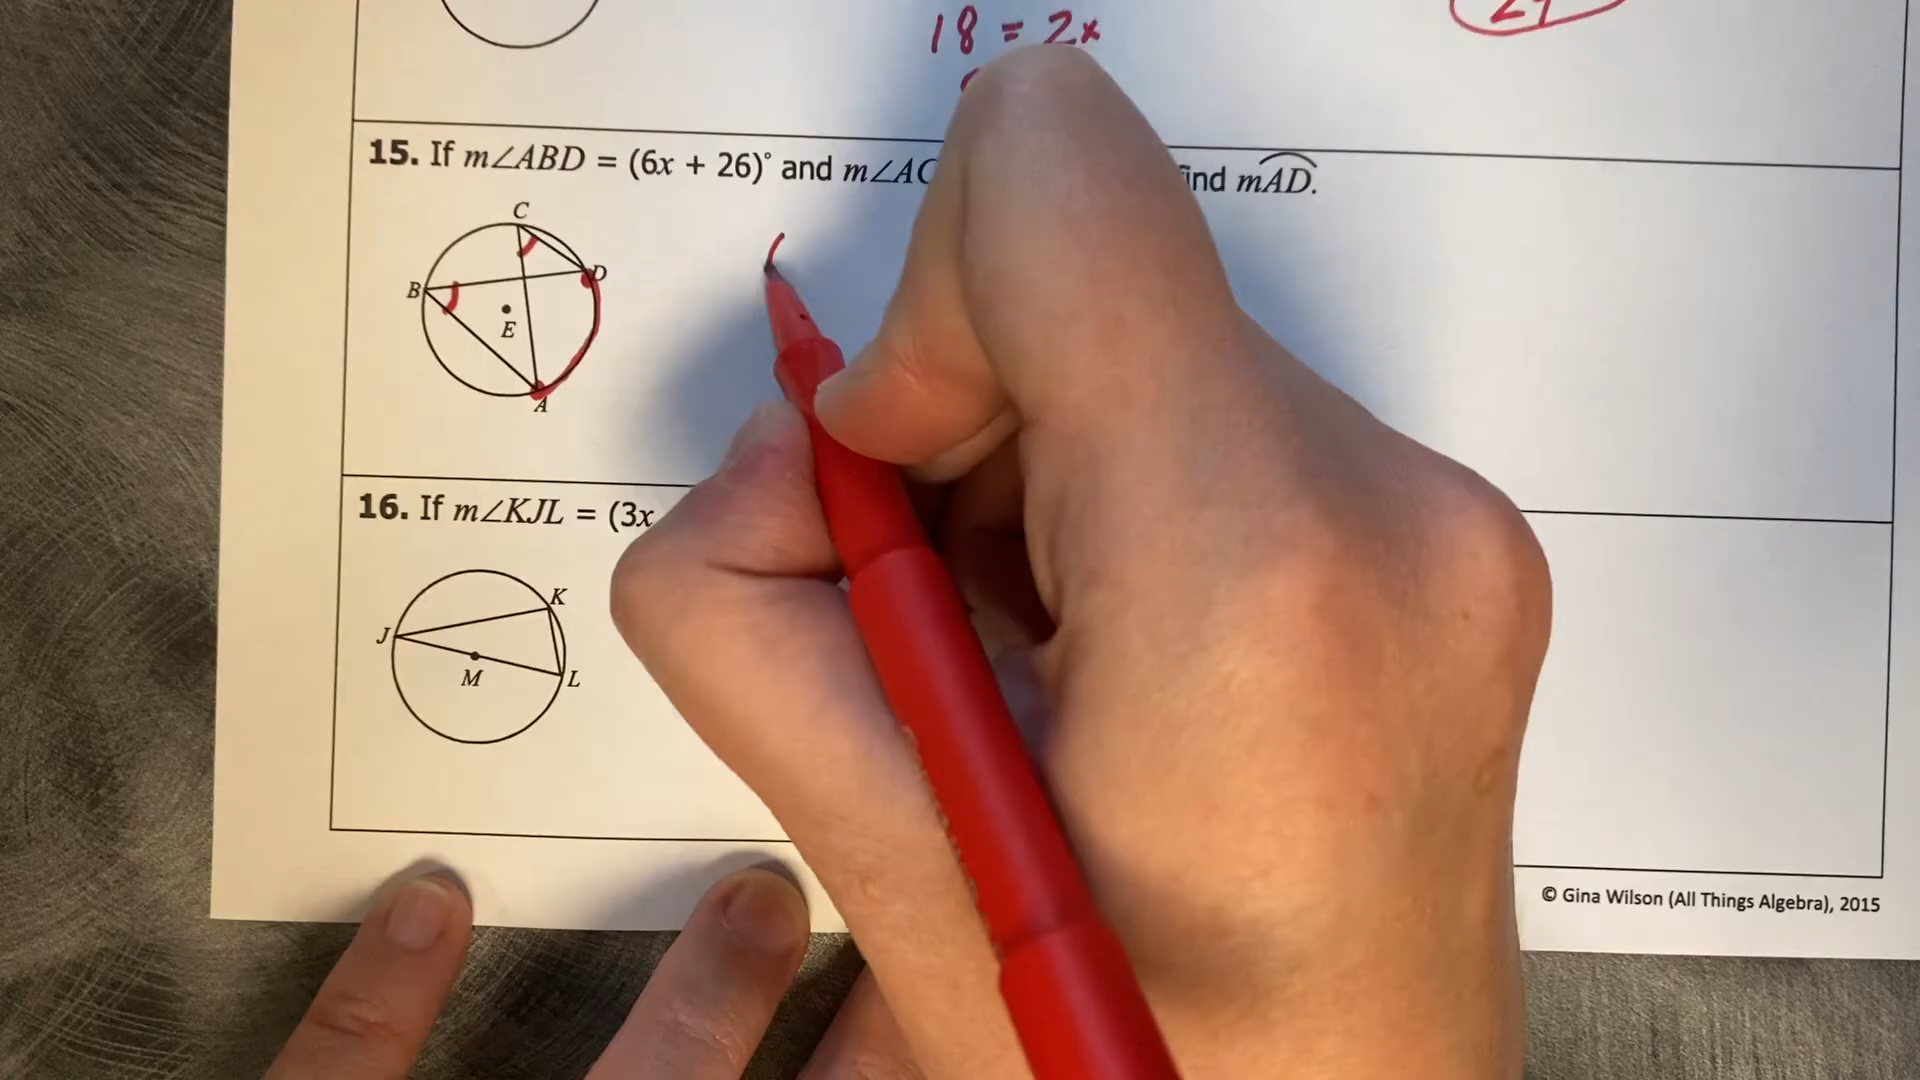 18 = 2x
15. If m∠ABD = (6x + 26)° and m∠AC find mAD.
C
D
B
E
A
16. If m∠KJL = (3x
K
J
M
L
© Gina Wilson (All Things Algebra), 2015